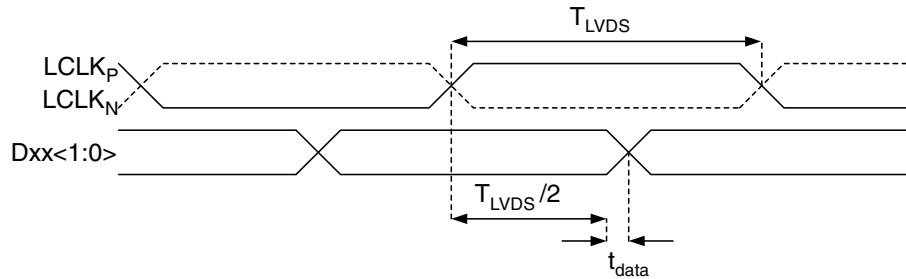 T_LVDS
LCLK_P
LCLK_N
Dxx<1:0>
T_LVDS/2
t_data